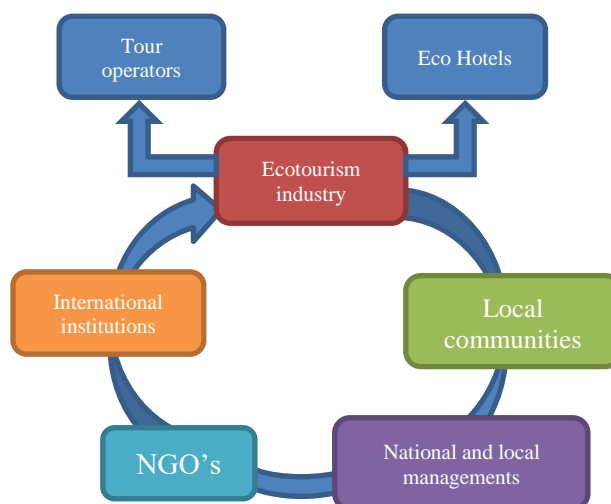 Tour
operators
Eco Hotels
Ecotourism
industry
International
institutions
Local
communities
NGO’s
National and local
managements